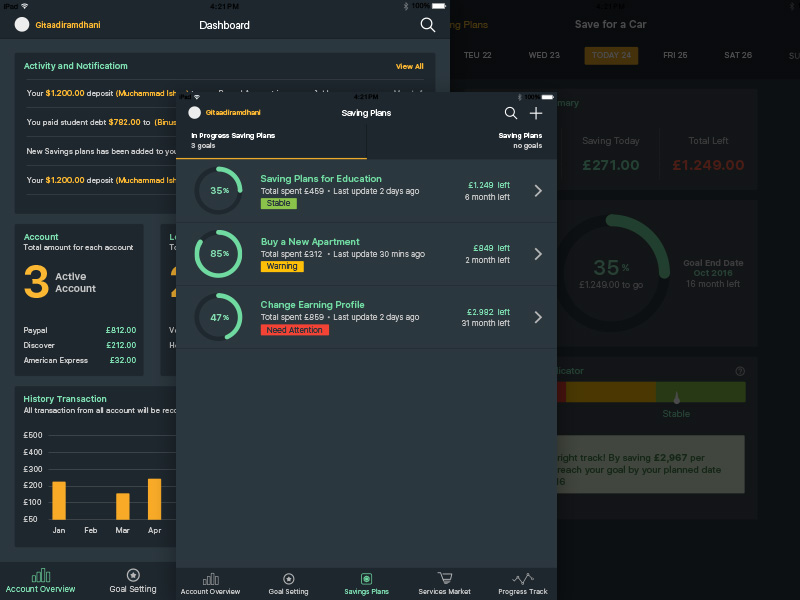 iPad
4:21 PM
100%
Gitaadiramdhani
Dashboard
Activity and Notificatiom
View All
Your $1.200.00 deposit (Muchammad Ish
You paid student debt $782.00 to (Binus
New Savings plans has been added to you
Your $1.200.00 deposit (Muchammad Ish
Account
Total amount for each account
3 Active Account
Paypal £812.00
Discover £212.00
American Express £32.00
History Transaction
All transaction from all account will be reco
£500
£400
£300
£200
£100
£50
Jan Feb Mar Apr
Account Overview
Goal Setting
4:21 PM
100%
Gitaadiramdhani
Saving Plans
In Progress Saving Plans
3 goals
Saving Plans
no goals
35%
Saving Plans for Education
Total spent £459 • Last update 2 days ago
Stable
£1.249 left
6 month left
85%
Buy a New Apartment
Total spent £312 • Last update 30 mins ago
Warning
£849 left
2 month left
47%
Change Earning Profile
Total spent £859 • Last update 2 days ago
Need Attention
£2.982 left
31 month left
Account Overview
Goal Setting
Savings Plans
Services Market
Progress Track
4:21 PM
ng Plans
Save for a Car
TEU 22
WED 23
TODAY 24
FRI 25
SAT 26
SU
mary
Saving Today
£271.00
Total Left
£1.249.00
35%
£1.249.00 to go
Goal End Date
Oct 2016
16 month left
dicator
Stable
right track! By saving £2,967 per
reach your goal by your planned date
16